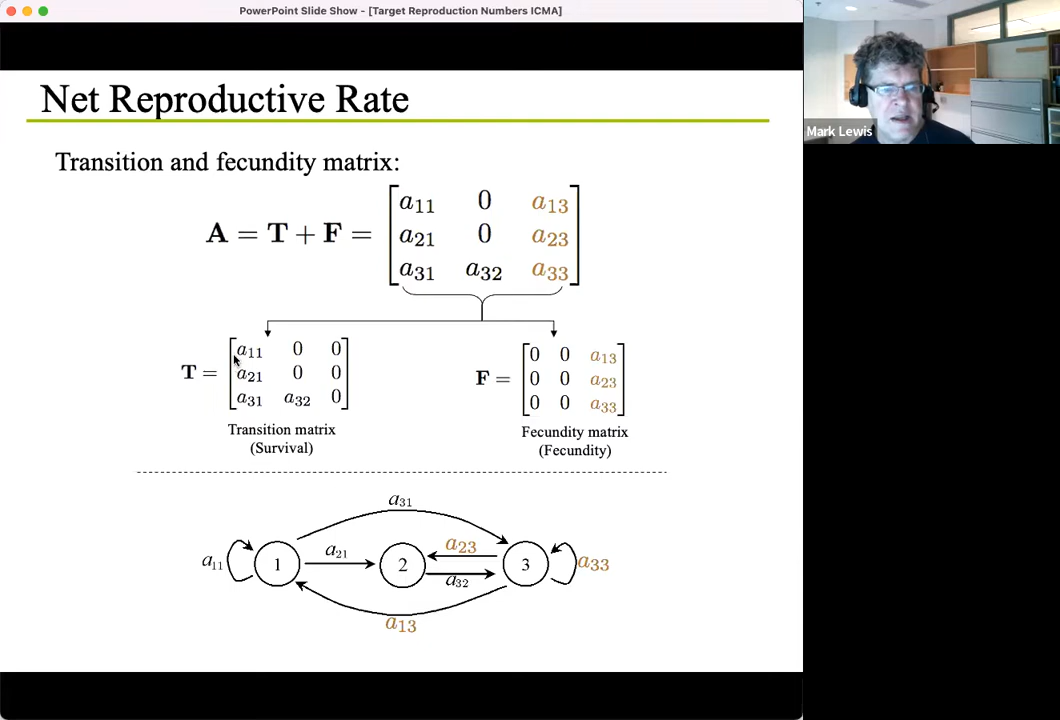 PowerPoint Slide Show - [Target Reproduction Numbers ICMA]
Mark Lewis
Net Reproductive Rate
Transition and fecundity matrix:
A = T + F =
a11 0 a13
a21 0 a23
a31 a32 a33
T =
a11 0 0
a21 0 0
a31 a32 0
Transition matrix
(Survival)
F =
0 0 a13
0 0 a23
0 0 a33
Fecundity matrix
(Fecundity)
a31
a11 1 a21 2 a23 a32 3 a33
a13